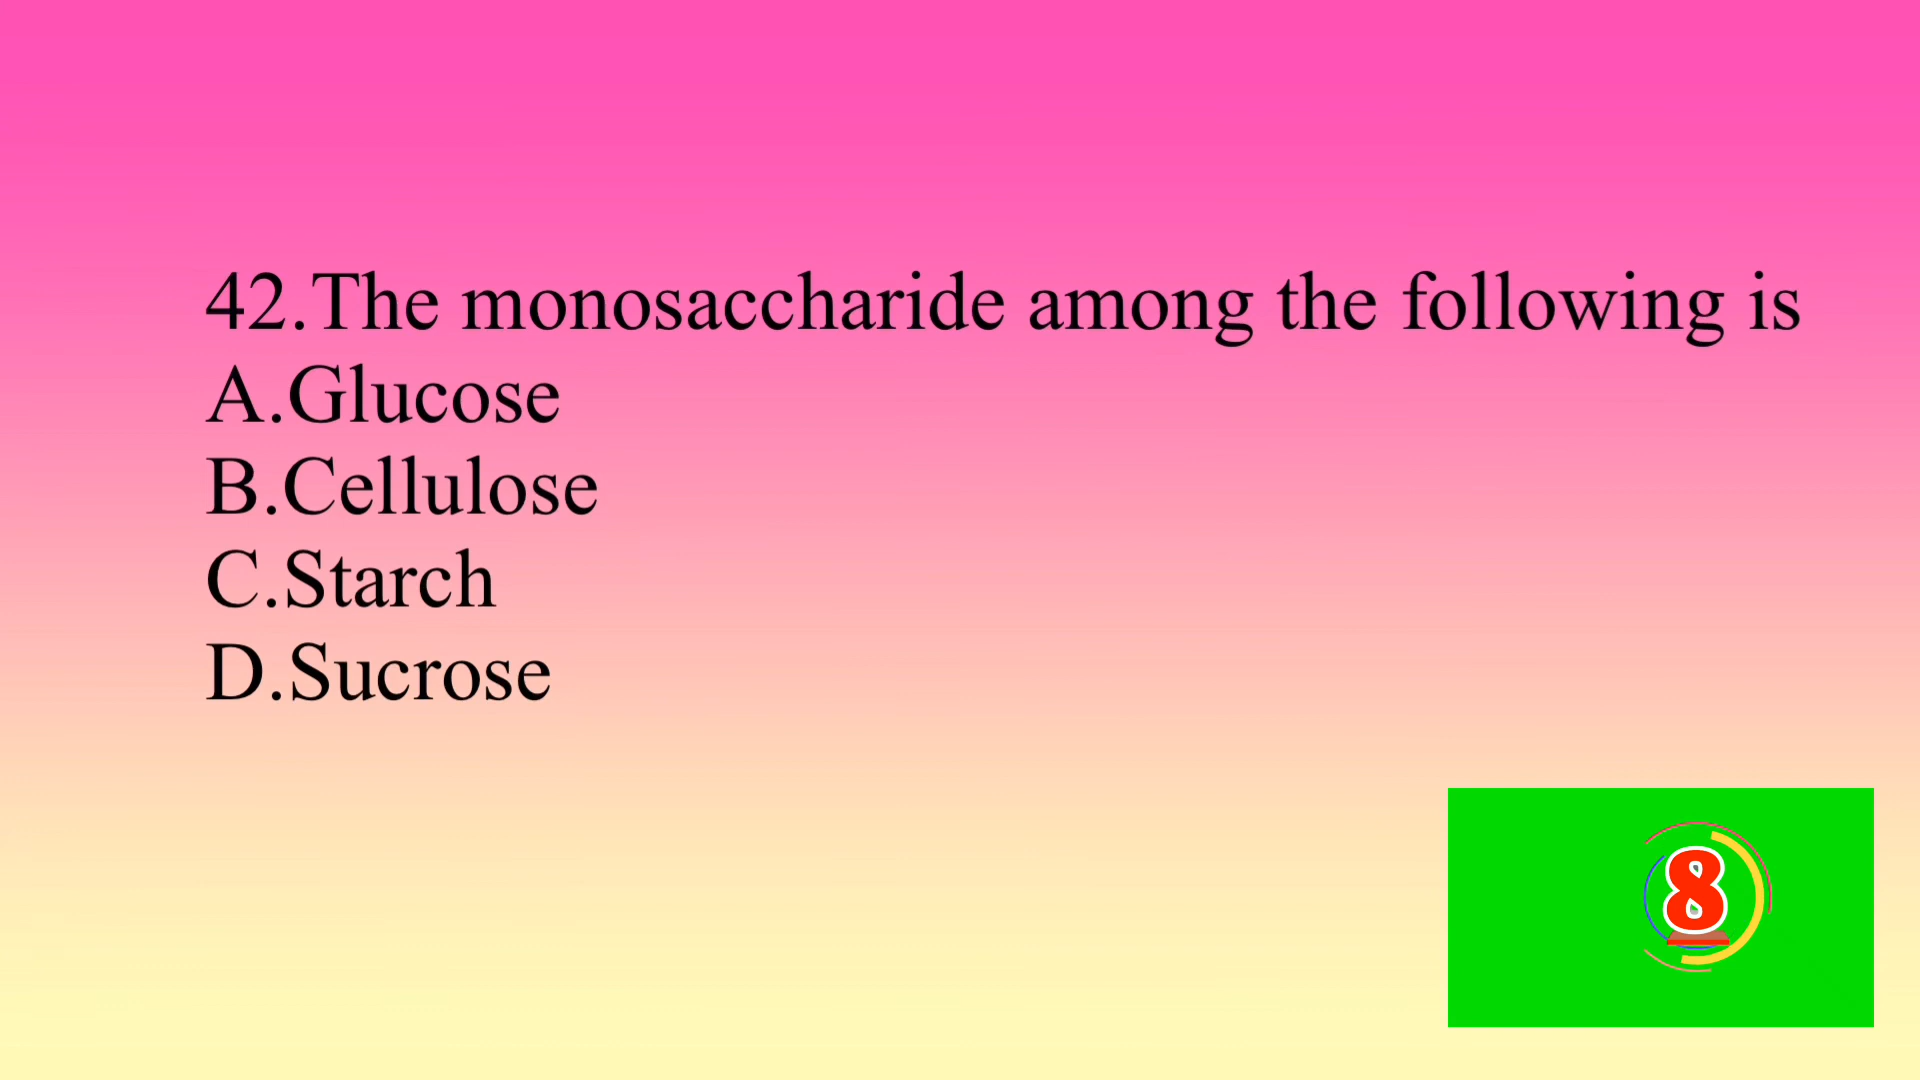 42.The monosaccharide among the following is
A.Glucose
B.Cellulose
C.Starch
D.Sucrose
8